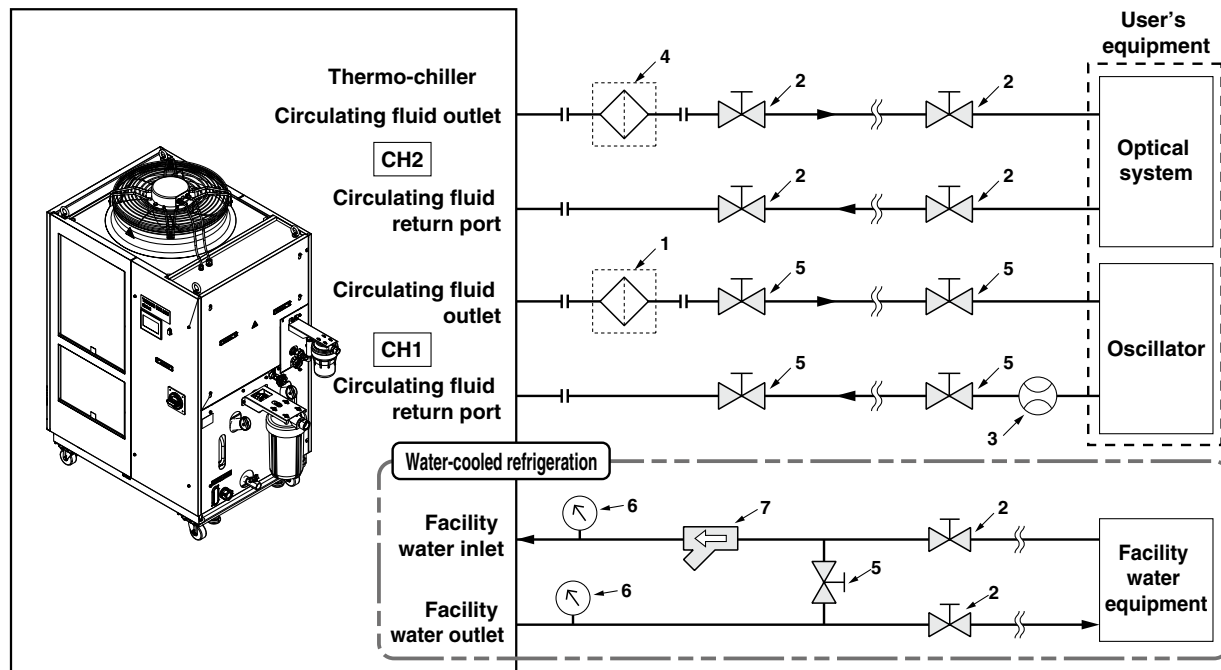 User's
equipment
Thermo-chiller
4
2
2
Circulating fluid outlet
Optical
system
CH2
2
2
Circulating fluid
return port
1
5
5
Circulating fluid
outlet
CH1
Oscillator
5
5
Circulating fluid
return port
3
Water-cooled refrigeration
6
7
2
Facility
water inlet
Facility
water
equipment
5
6
2
Facility
water outlet